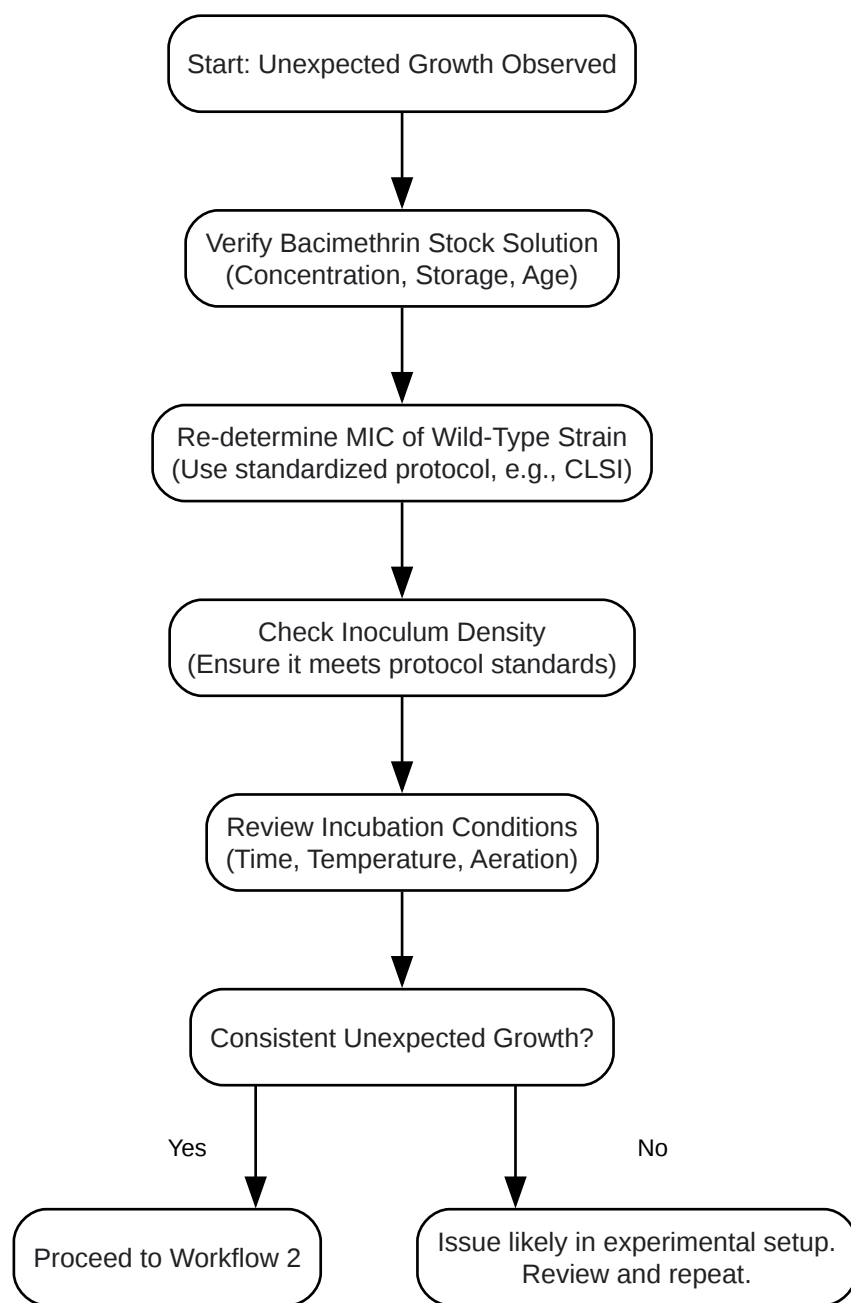 Start: Unexpected Growth Observed
Verify Bacimethrin Stock Solution
(Concentration, Storage, Age)
Re-determine MIC of Wild-Type Strain
(Use standardized protocol, e.g., CLSI)
Check Inoculum Density
(Ensure it meets protocol standards)
Review Incubation Conditions
(Time, Temperature, Aeration)
Consistent Unexpected Growth?
Yes
No
Proceed to Workflow 2
Issue likely in experimental setup.
Review and repeat.